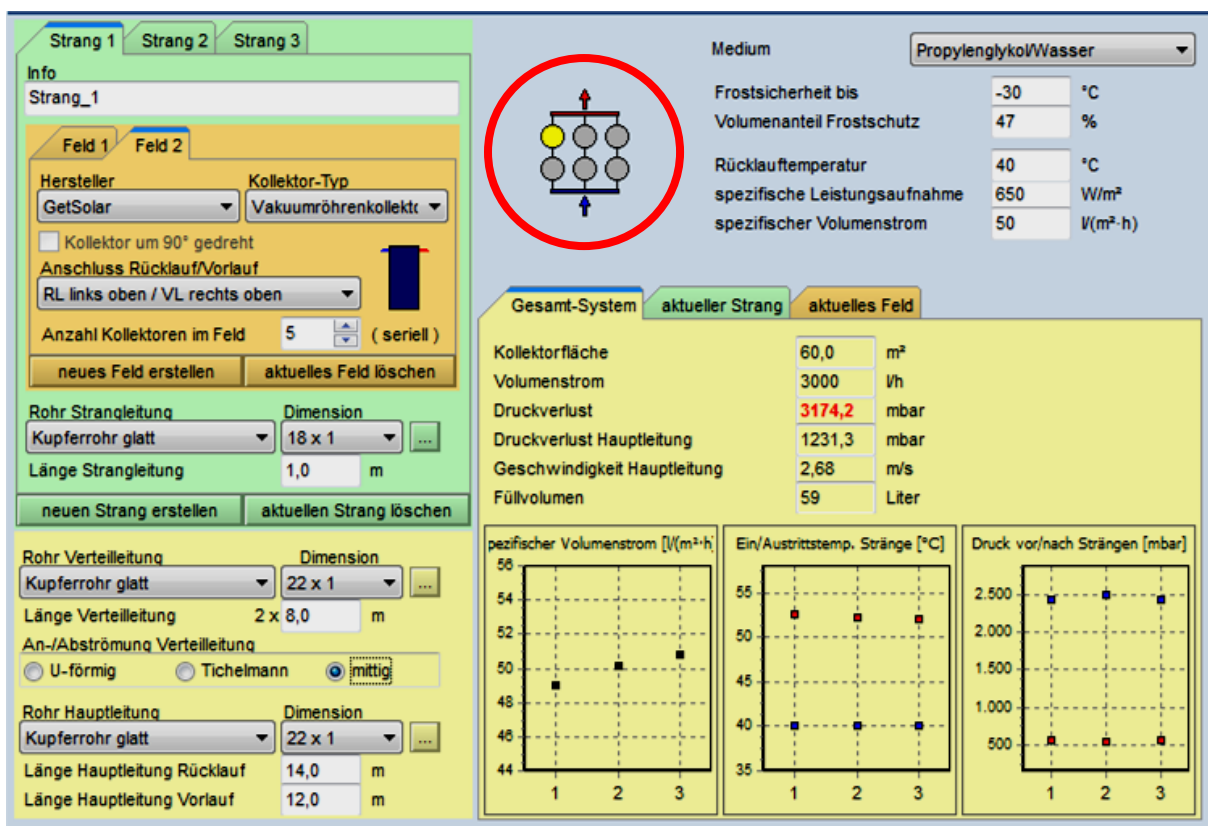 Strang 1 Strang 2 Strang 3
Info
Strang_1
Feld 1 Feld 2
Hersteller Kollektor-Typ
GetSolar Vakuumröhrenkollektc
Kollektor um 90° gedreht
Anschluss Rücklauf/Vorlauf
RL links oben / VL rechts oben
Anzahl Kollektoren im Feld 5 ( seriell )
neues Feld erstellen aktuelles Feld löschen
Rohr Strangleitung Dimension
Kupferrohr glatt 18 x 1 ...
Länge Strangleitung 1,0 m
neuen Strang erstellen aktuellen Strang löschen
Rohr Verteilleitung Dimension
Kupferrohr glatt 22 x 1 ...
Länge Verteilleitung 2 x 8,0 m
An-/Abströmung Verteilleitung
U-förmig Tichelmann mittig
Rohr Hauptleitung Dimension
Kupferrohr glatt 22 x 1 ...
Länge Hauptleitung Rücklauf 14,0 m
Länge Hauptleitung Vorlauf 12,0 m
Medium Propylenglykol/Wasser
Frostsicherheit bis -30 °C
Volumenanteil Frostschutz 47 %
Rücklauftemperatur 40 °C
spezifische Leistungsaufnahme 650 W/m²
spezifischer Volumenstrom 50 l/(m²·h)
Gesamt-System aktueller Strang aktuelles Feld
Kollektorfläche 60,0 m²
Volumenstrom 3000 l/h
Druckverlust 3174,2 mbar
Druckverlust Hauptleitung 1231,3 mbar
Geschwindigkeit Hauptleitung 2,68 m/s
Füllvolumen 59 Liter
pezifischer Volumenstrom [l/(m²·h)
56
54
52
50
48
46
44
1 2 3
Ein/Austrittstemp. Stränge [°C]
55
50
45
40
35
1 2 3
Druck vor/nach Strängen [mbar]
2.500
2.000
1.500
1.000
500
1 2 3